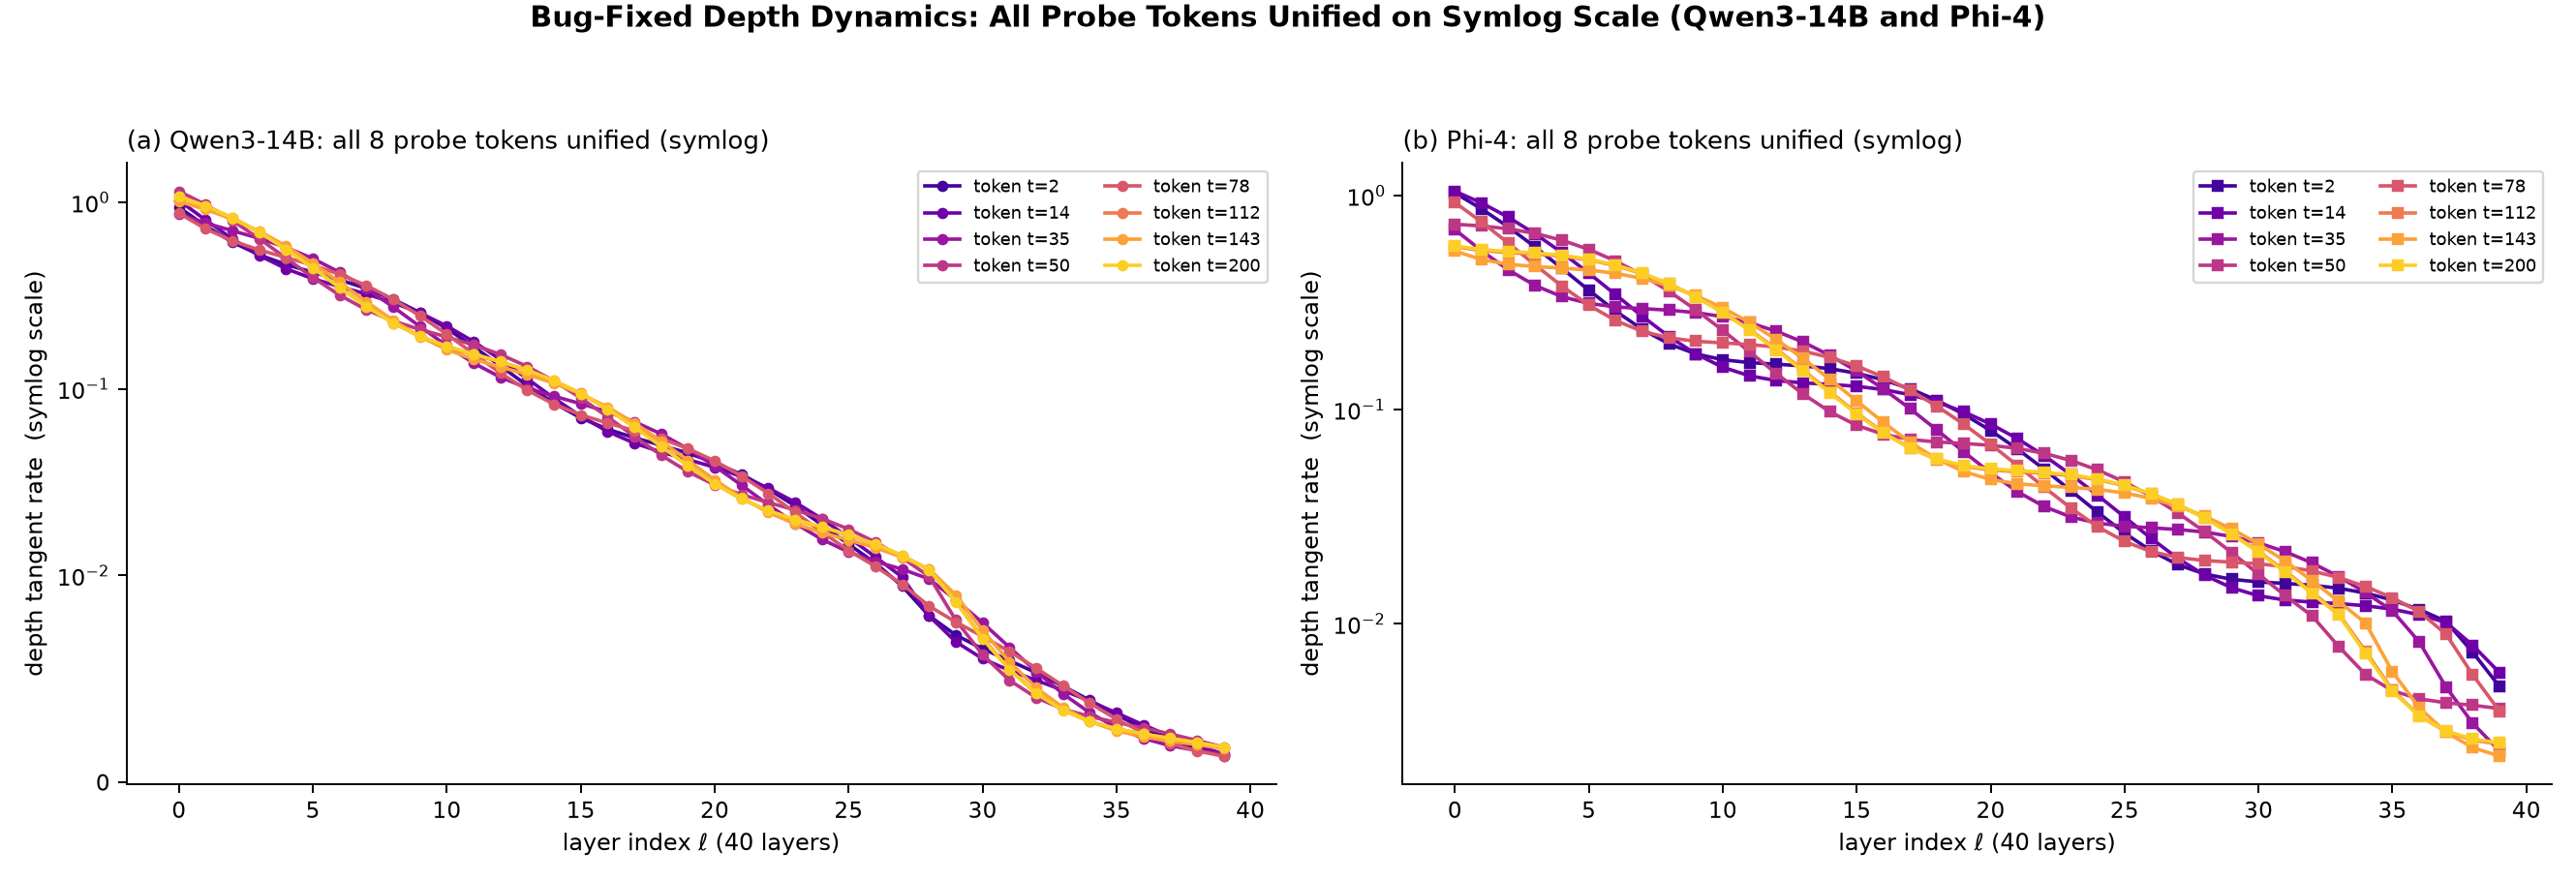 Bug-Fixed Depth Dynamics: All Probe Tokens Unified on Symlog Scale (Qwen3-14B and Phi-4)
(a) Qwen3-14B: all 8 probe tokens unified (symlog)
depth tangent rate (symlog scale)
10⁰
10⁻¹
10⁻²
0
token t=2
token t=14
token t=35
token t=50
token t=78
token t=112
token t=143
token t=200
0 5 10 15 20 25 30 35 40
layer index ℓ (40 layers)
(b) Phi-4: all 8 probe tokens unified (symlog)
depth tangent rate (symlog scale)
10⁰
10⁻¹
10⁻²
token t=2
token t=14
token t=35
token t=50
token t=78
token t=112
token t=143
token t=200
0 5 10 15 20 25 30 35 40
layer index ℓ (40 layers)